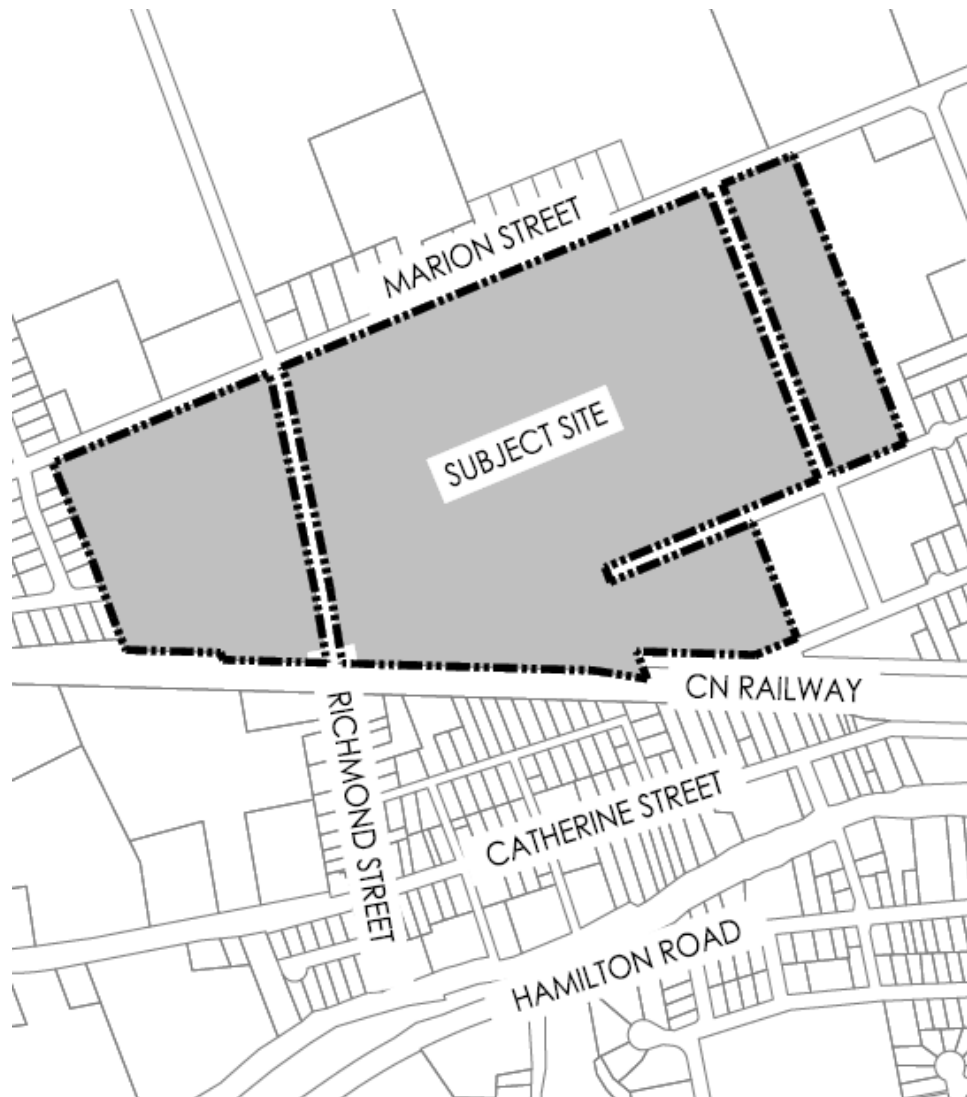 MARION STREET
SUBJECT SITE
CN RAILWAY
RICHMOND STREET
CATHERINE STREET
HAMILTON ROAD